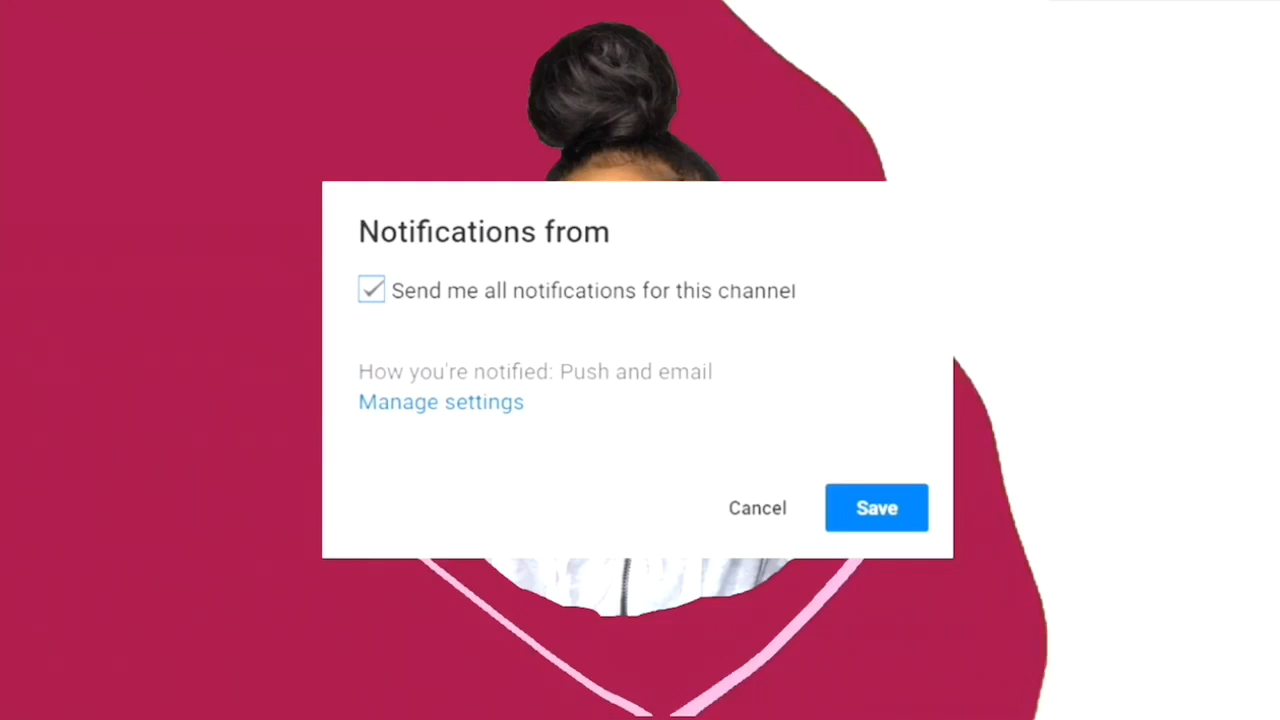 Notifications from
Send me all notifications for this channel
How you're notified: Push and email
Manage settings
Cancel
Save